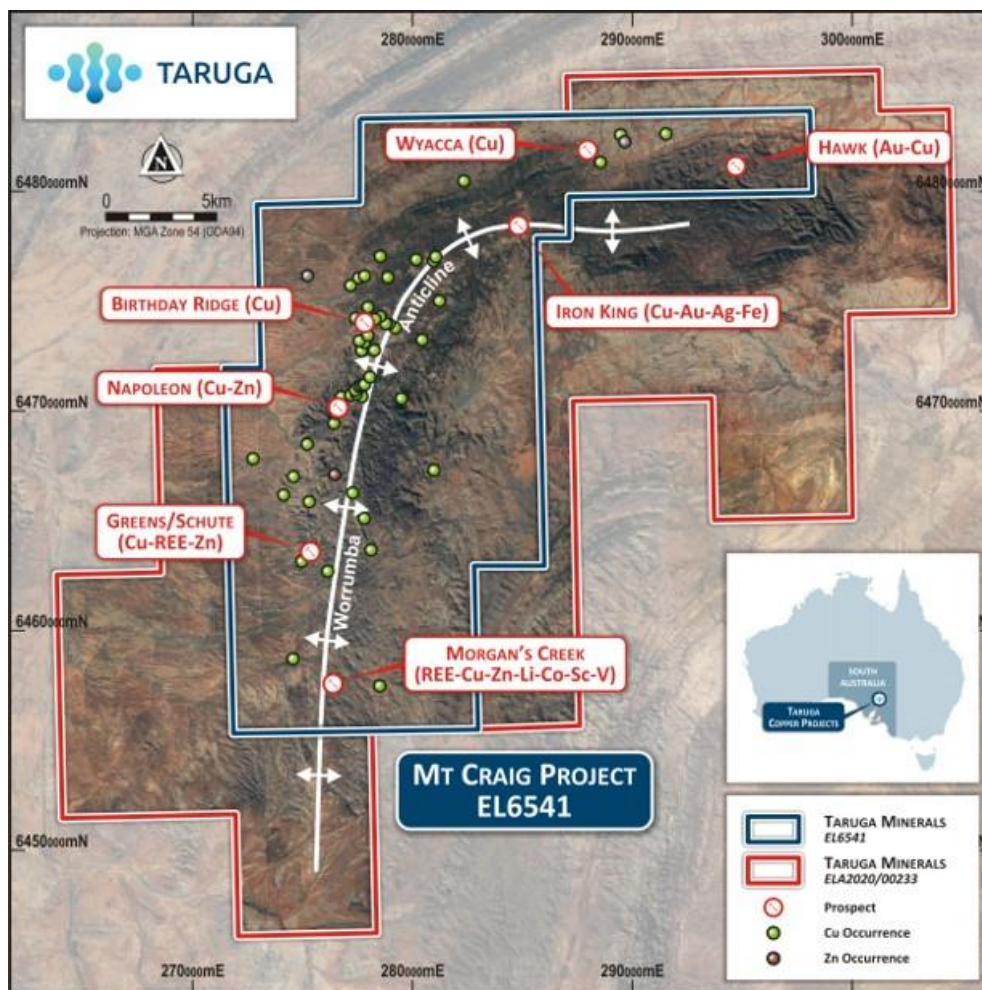 280000mE
290000mE
300000mE
TARUGA
N
WYACCA (CU)
HAWK (AU-CU)
6480000mN
6480000mN
0 5km
Projection: MGA Zone 54 (GDA94)
Anticline
BIRTHDAY RIDGE (CU)
IRON KING (CU-AU-AG-FE)
NAPOLEON (CU-ZN)
6470000mN
6470000mN
GREENS/SCHUTE
(CU-REE-ZN)
Worrumba
6460000mN
MORGAN'S CREEK
(REE-CU-ZN-LI-CO-SC-V)
SOUTH
AUSTRALIA
TARUGA
COPPER PROJECTS
MT CRAIG PROJECT
EL6541
6450000mN
TARUGA MINERALS
EL6541
TARUGA MINERALS
ELA2020/00233
Prospect
Cu Occurrence
Zn Occurrence
270000mE
280000mE
290000mE